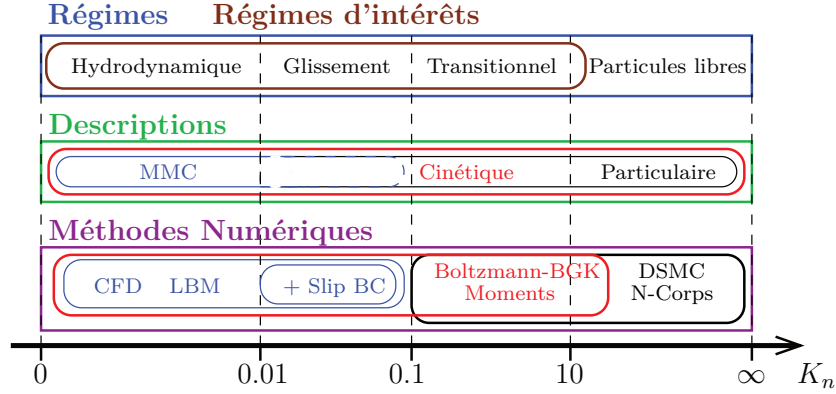 Régimes Régimes d'intérêts
Hydrodynamique Glissement Transitionnel Particules libres
Descriptions
MMC Cinétique Particulaire
Méthodes Numériques
CFD LBM + Slip BC Boltzmann-BGK DSMC
Moments N-Corps
0 0.01 0.1 10 ∞ K_n